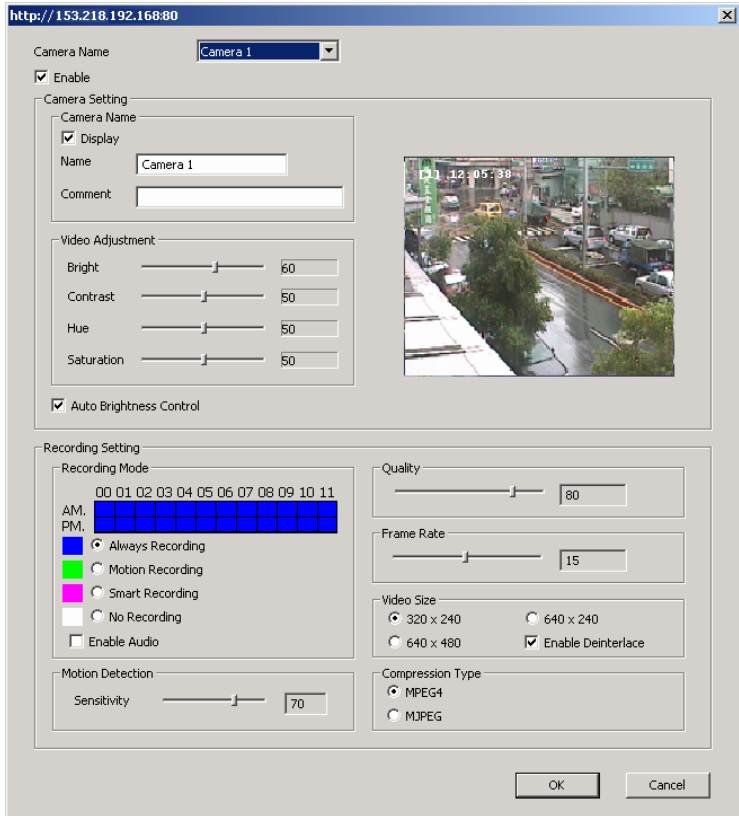 http://153.218.192.168:80
Camera Name Camera 1
Enable
Camera Setting
Camera Name
Display
Name Camera 1
Comment
[1] 12:05:38
Video Adjustment
Bright 60
Contrast 50
Hue 50
Saturation 50
Auto Brightness Control
Recording Setting
Recording Mode
00 01 02 03 04 05 06 07 08 09 10 11
AM.
PM.
Always Recording
Motion Recording
Smart Recording
No Recording
Enable Audio
Motion Detection
Sensitivity 70
Quality
80
Frame Rate
15
Video Size
320 x 240 640 x 240
640 x 480 Enable Deinterlace
Compression Type
MPEG4
MJPEG
OK Cancel